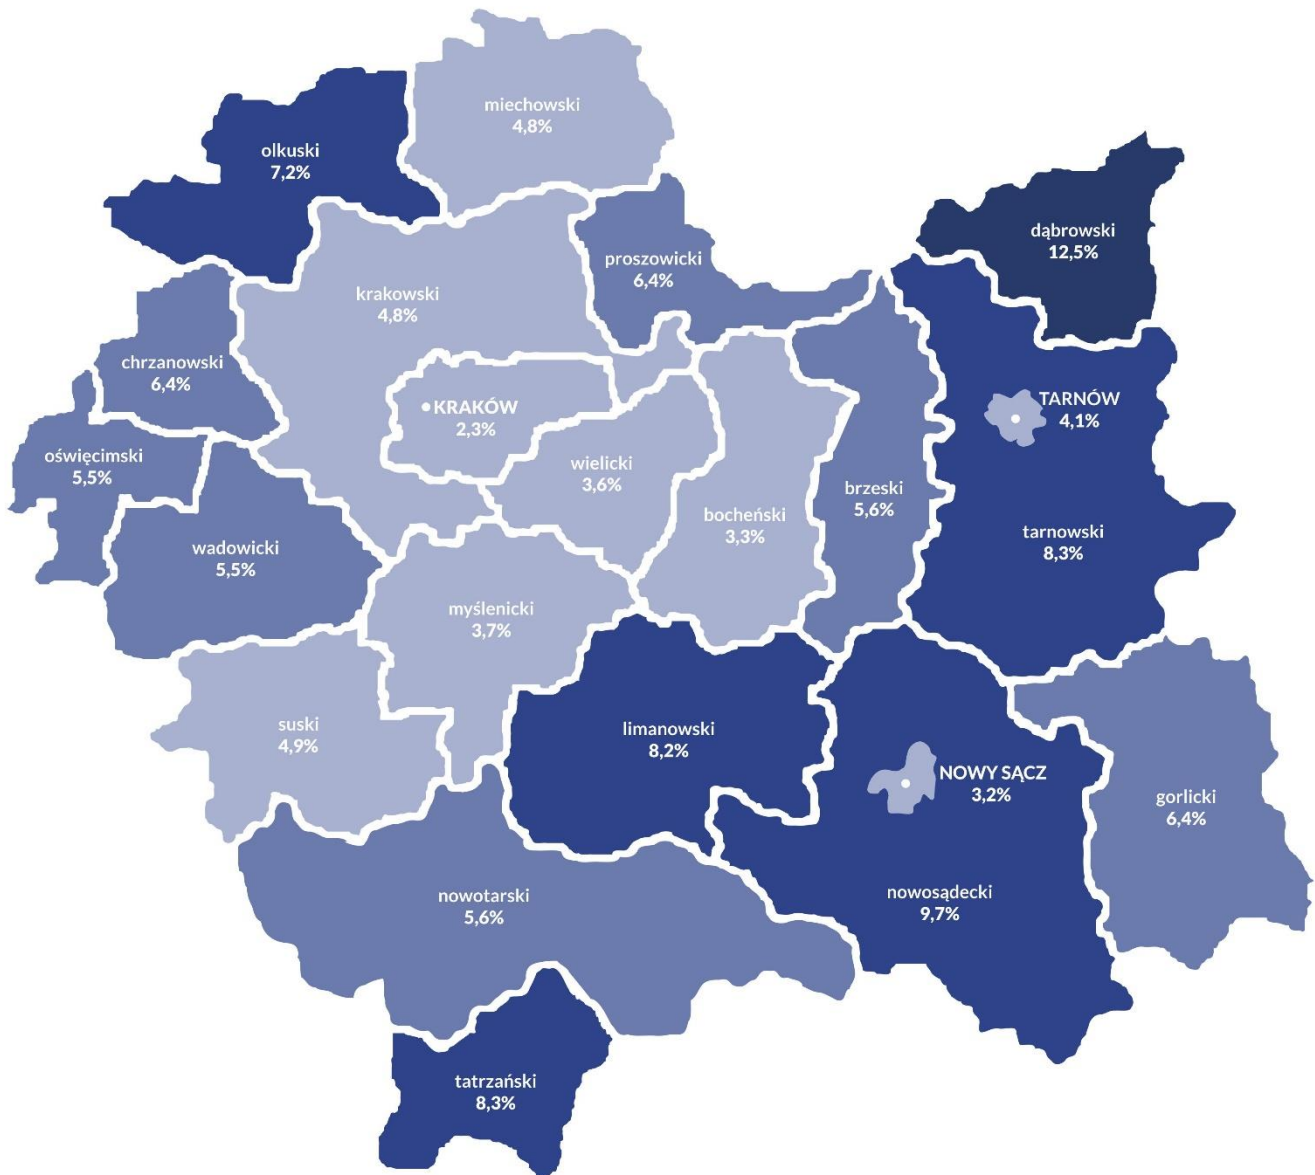 miechowski
4,8%
olkuski
7,2%
dąbrowski
12,5%
proszowicki
6,4%
krakowski
4,8%
chrzanowski
6,4%
TARNÓW
4,1%
KRAKÓW
2,3%
oświęcimski
5,5%
wielicki
3,6%
brzeski
5,6%
bocheński
3,3%
tarnowski
8,3%
wadowicki
5,5%
myślenicki
3,7%
suski
4,9%
limanowski
8,2%
NOWY SĄCZ
3,2%
gorlicki
6,4%
nowotarski
5,6%
nowosądecki
9,7%
tatrzański
8,3%